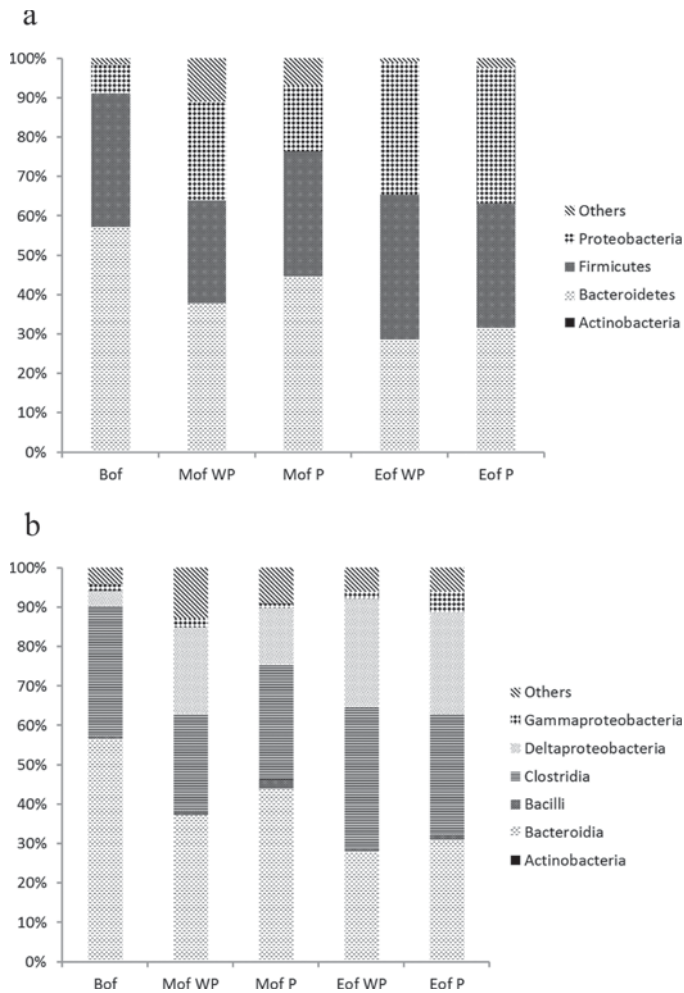 a
100%
90%
80%
70%
60%
50%
40%
30%
20%
10%
0%
Bof Mof WP Mof P Eof WP Eof P
Others
Proteobacteria
Firmicutes
Bacteroidetes
Actinobacteria
b
100%
90%
80%
70%
60%
50%
40%
30%
20%
10%
0%
Bof Mof WP Mof P Eof WP Eof P
Others
Gammaproteobacteria
Deltaproteobacteria
Clostridia
Bacilli
Bacteroidia
Actinobacteria